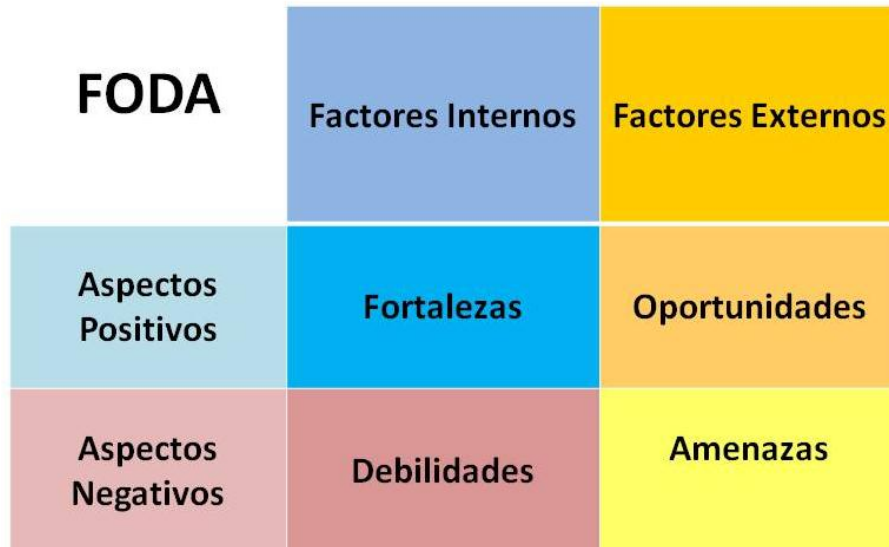 FODA
Factores Internos
Factores Externos
Aspectos
Positivos
Fortalezas
Oportunidades
Aspectos
Negativos
Debilidades
Amenazas